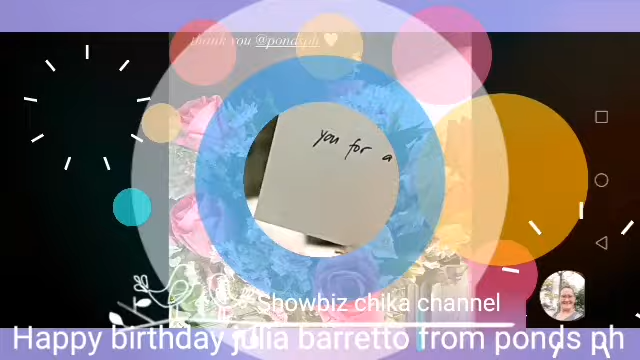 thank you @pondsph
you for a
Showbiz chika channel
Happy birthday julia barretto from ponds ph